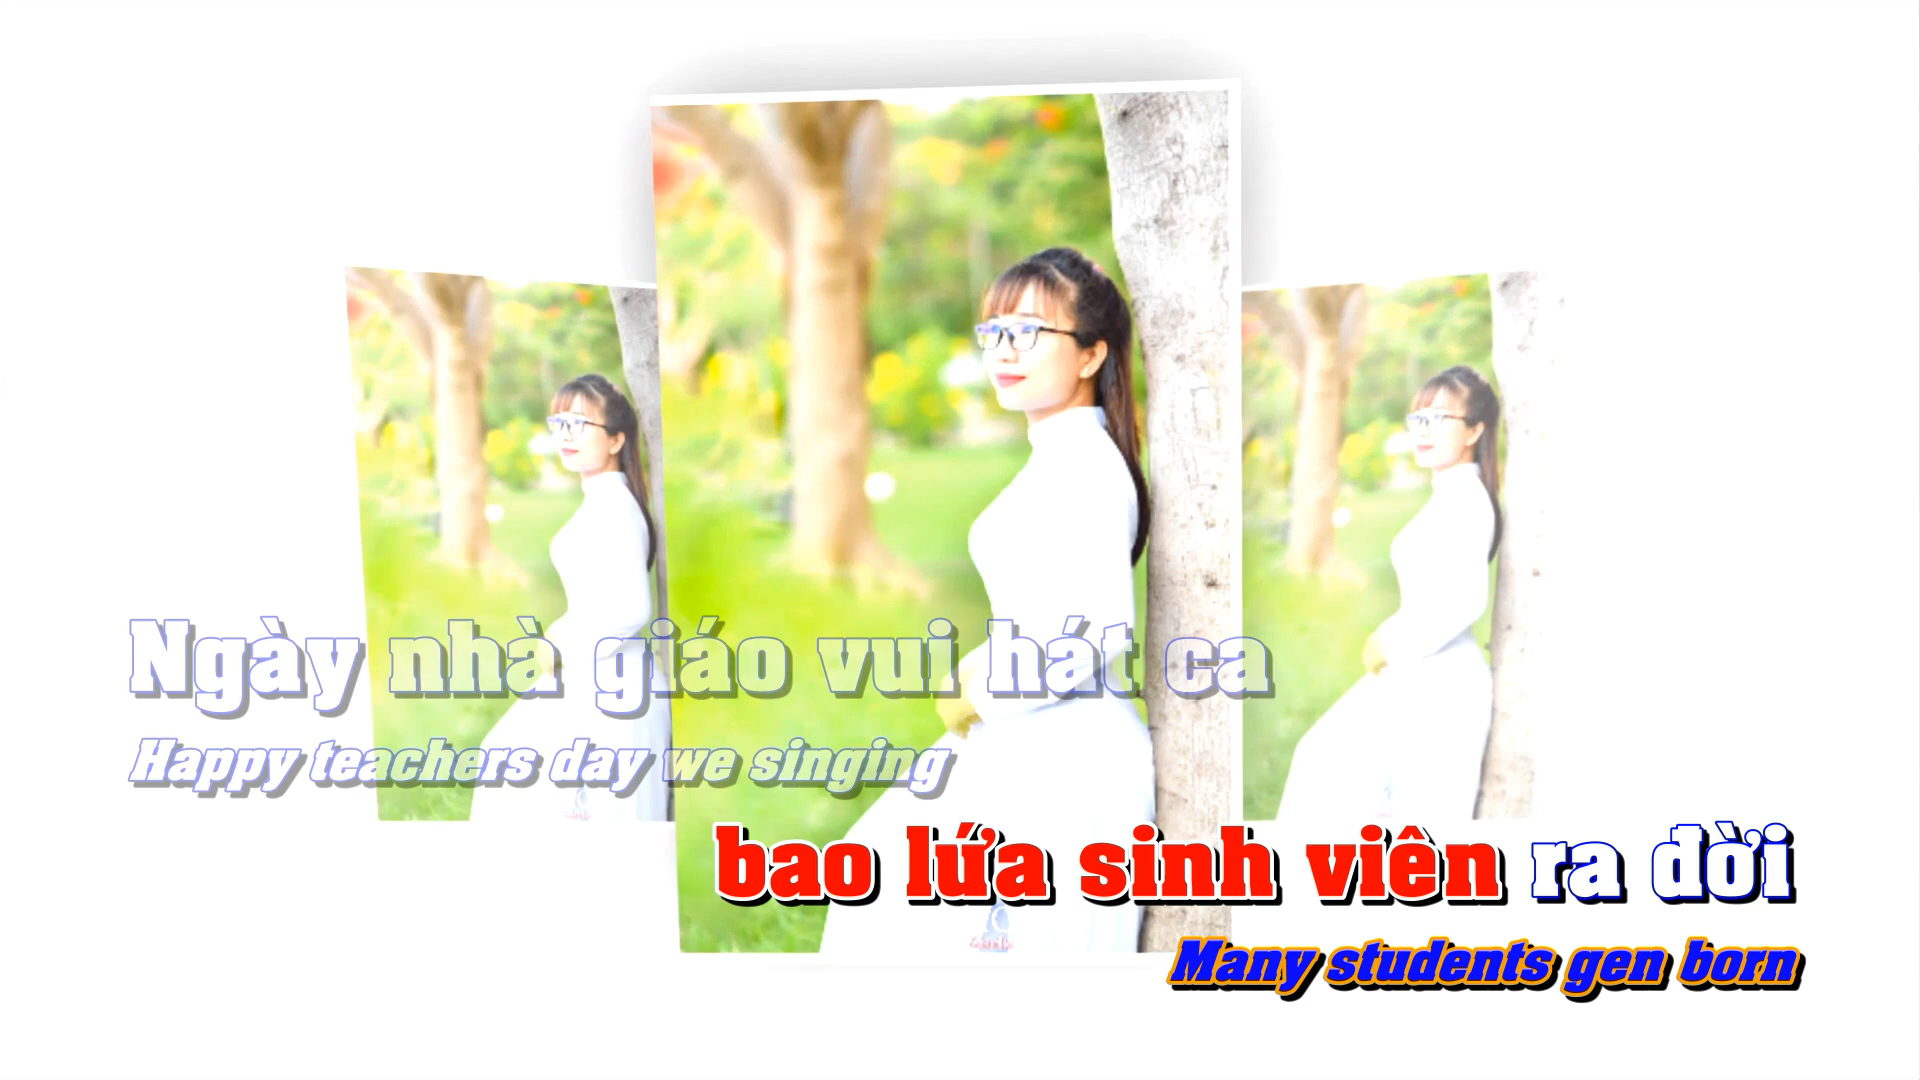 Ngày nhà giáo vui hát ca
Happy teachers day we singing
bao lứa sinh viên ra đời
Many students gen born